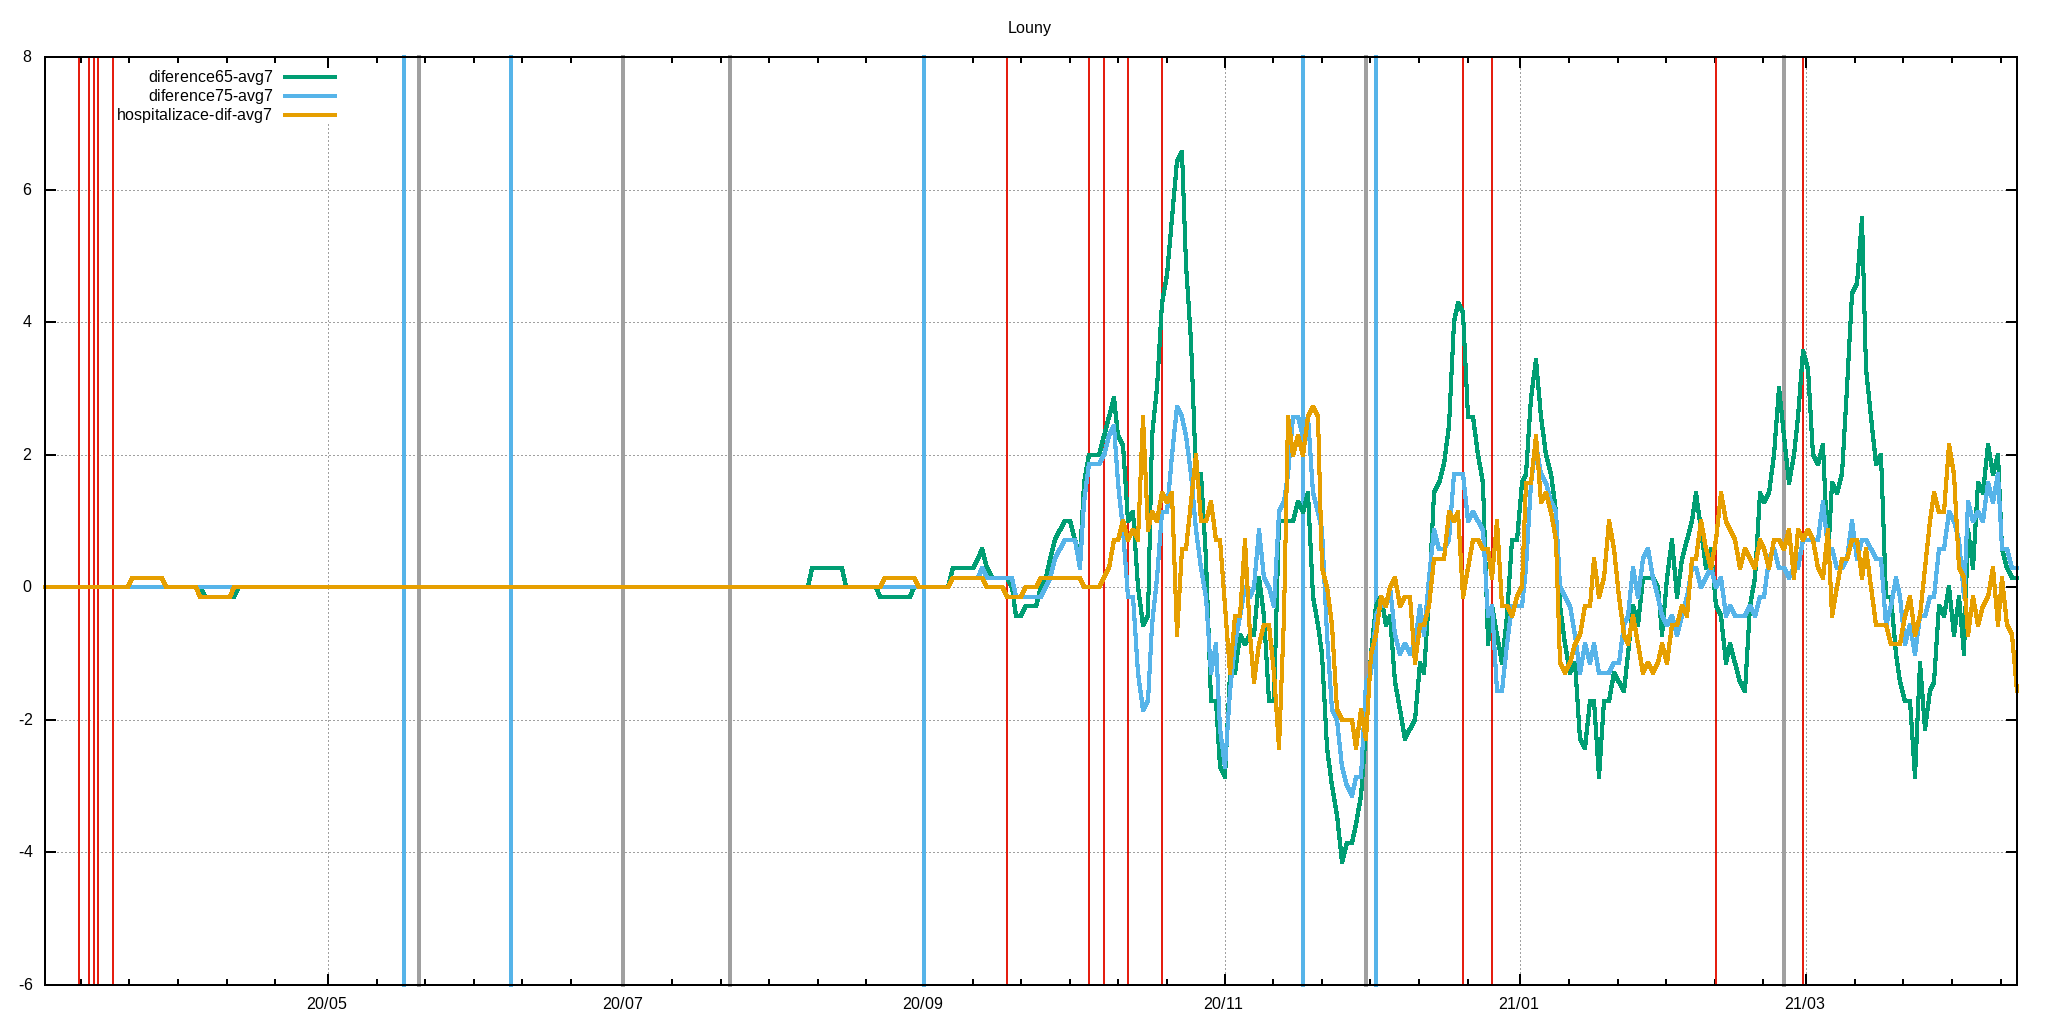 Louny
8
diference65-avg7
diference75-avg7
hospitalizace-dif-avg7
6
4
2
0
-2
-4
-6
20/05 20/07 20/09 20/11 21/01 21/03